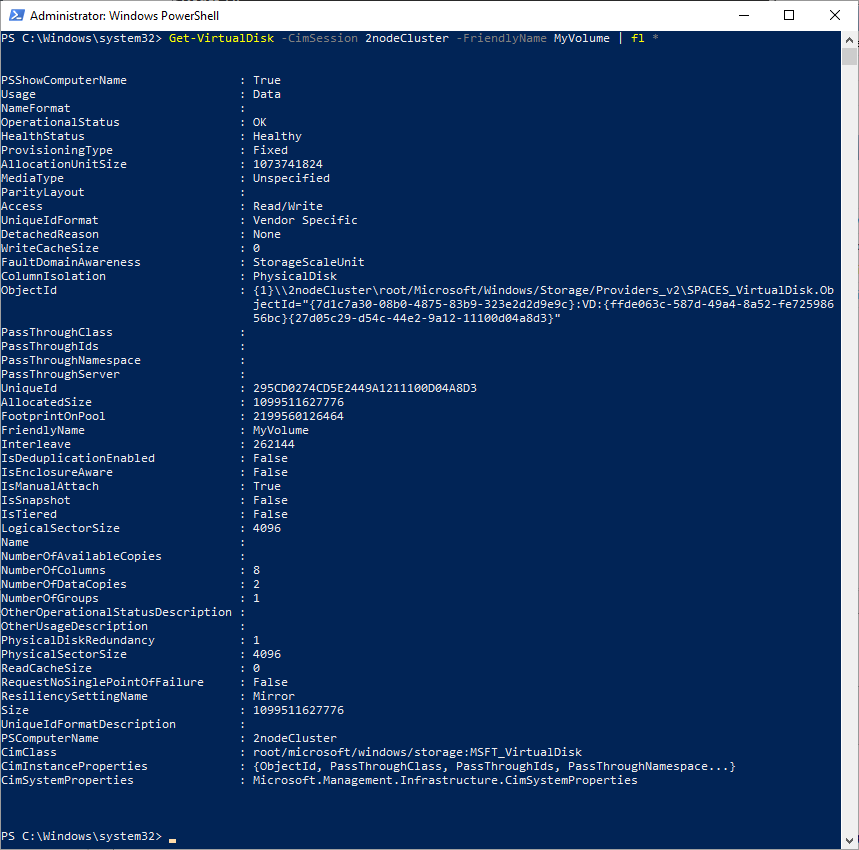 Administrator: Windows PowerShell
PS C:\Windows\system32> Get-VirtualDisk -CimSession 2nodeCluster -FriendlyName MyVolume | fl *
PSShowComputerName : True
Usage : Data
NameFormat :
OperationalStatus : OK
HealthStatus : Healthy
ProvisioningType : Fixed
AllocationUnitSize : 1073741824
MediaType : Unspecified
ParityLayout :
Access : Read/Write
UniqueIdFormat : Vendor Specific
DetachedReason : None
WriteCacheSize : 0
FaultDomainAwareness : StorageScaleUnit
ColumnIsolation : PhysicalDisk
ObjectId : {1}\\2nodeCluster\root/Microsoft/Windows/Storage/Providers_v2\SPACES_VirtualDisk.Ob
jectId="{7d1c7a30-08b0-4875-83b9-323e2d2d9e9c}:VD:{ffde063c-587d-49a4-8a52-fe725986
56bc}{27d05c29-d54c-44e2-9a12-11100d04a8d3}"
PassThroughClass :
PassThroughIds :
PassThroughNamespace :
PassThroughServer :
UniqueId : 295CD0274CD5E2449A1211100D04A8D3
AllocatedSize : 1099511627776
FootprintOnPool : 2199560126464
FriendlyName : MyVolume
Interleave : 262144
IsDeduplicationEnabled : False
IsEnclosureAware : False
IsManualAttach : True
IsSnapshot : False
IsTiered : False
LogicalSectorSize : 4096
Name :
NumberOfAvailableCopies :
NumberOfColumns : 8
NumberOfDataCopies : 2
NumberOfGroups : 1
OtherOperationalStatusDescription :
OtherUsageDescription :
PhysicalDiskRedundancy : 1
PhysicalSectorSize : 4096
ReadCacheSize : 0
RequestNoSinglePointOfFailure : False
ResiliencySettingName : Mirror
Size : 1099511627776
UniqueIdFormatDescription :
PSComputerName : 2nodeCluster
CimClass : root/microsoft/windows/storage:MSFT_VirtualDisk
CimInstanceProperties : {ObjectId, PassThroughClass, PassThroughIds, PassThroughNamespace...}
CimSystemProperties : Microsoft.Management.Infrastructure.CimSystemProperties
PS C:\Windows\system32>